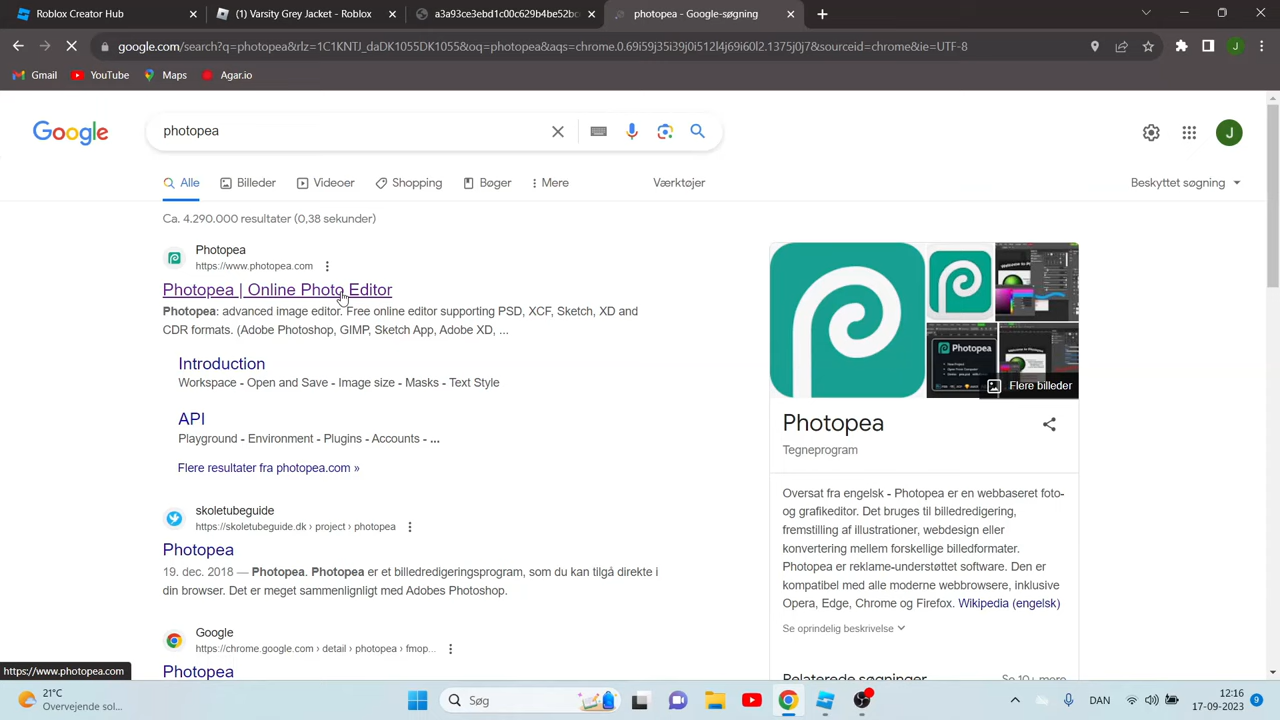 Roblox Inventory
[1] Varsity Grey Jacket - Roblox
photopea - Google-søgning
google.com/search?q=photopea&rlz=1C1KNTJ_daDK1055DK1055&oq=photopea&aqs=chrome.0.69i59j35i39j0i512l4j69i60l2.1375j0j7&sourceid=chrome&ie=UTF-8
J
Gmail
YouTube
Maps
Agar.io
Google
photopea
J
Alle
Billeder
Videoer
Shopping
Bøger
Mere
Værktøjer
Beskyttet søgning
Ca. 4.290.000 resultater (0,38 sekunder)
Photopea
https://www.photopea.com
Photopea | Online Photo Editor
Photopea: advanced image editor. Free online editor supporting PSD, XCF, Sketch, XD and
CDR formats. (Adobe Photoshop, GIMP, Sketch App, Adobe XD, ...
Introduction
Workspace - Open and Save - Image size - Masks - Text Style
API
Playground - Environment - Plugins - Accounts - ...
Flere resultater fra photopea.com »
skoletubeguide
https://skoletubeguide.dk › project › photopea
Photopea
19. dec. 2018 — Photopea. Photopea er et billedredigeringsprogram, som du kan tilgå direkte i
din browser. Det er meget sammenlignligt med Adobes Photoshop.
Google
https://chrome.google.com › detail › photopea › fmop...
Photopea
Photopea
Flere billeder
Photopea
Tegneprogram
Oversat fra engelsk - Photopea er en webbaseret foto-
og grafikeditor. Det bruges til billedredigering,
fremstilling af illustrationer, webdesign eller
konvertering mellem forskellige billedformater.
Photopea er reklame-understøttet software. Den er
kompatibel med alle moderne webbrowsere, inklusive
Opera, Edge, Chrome og Firefox. Wikipedia (engelsk)
Se oprindelig beskrivelse
Relaterede søgninger
Se 10+ mere
https://www.photopea.com
21°C
Overvejende sol...
Søg
DAN
12:16
17-09-2023
9